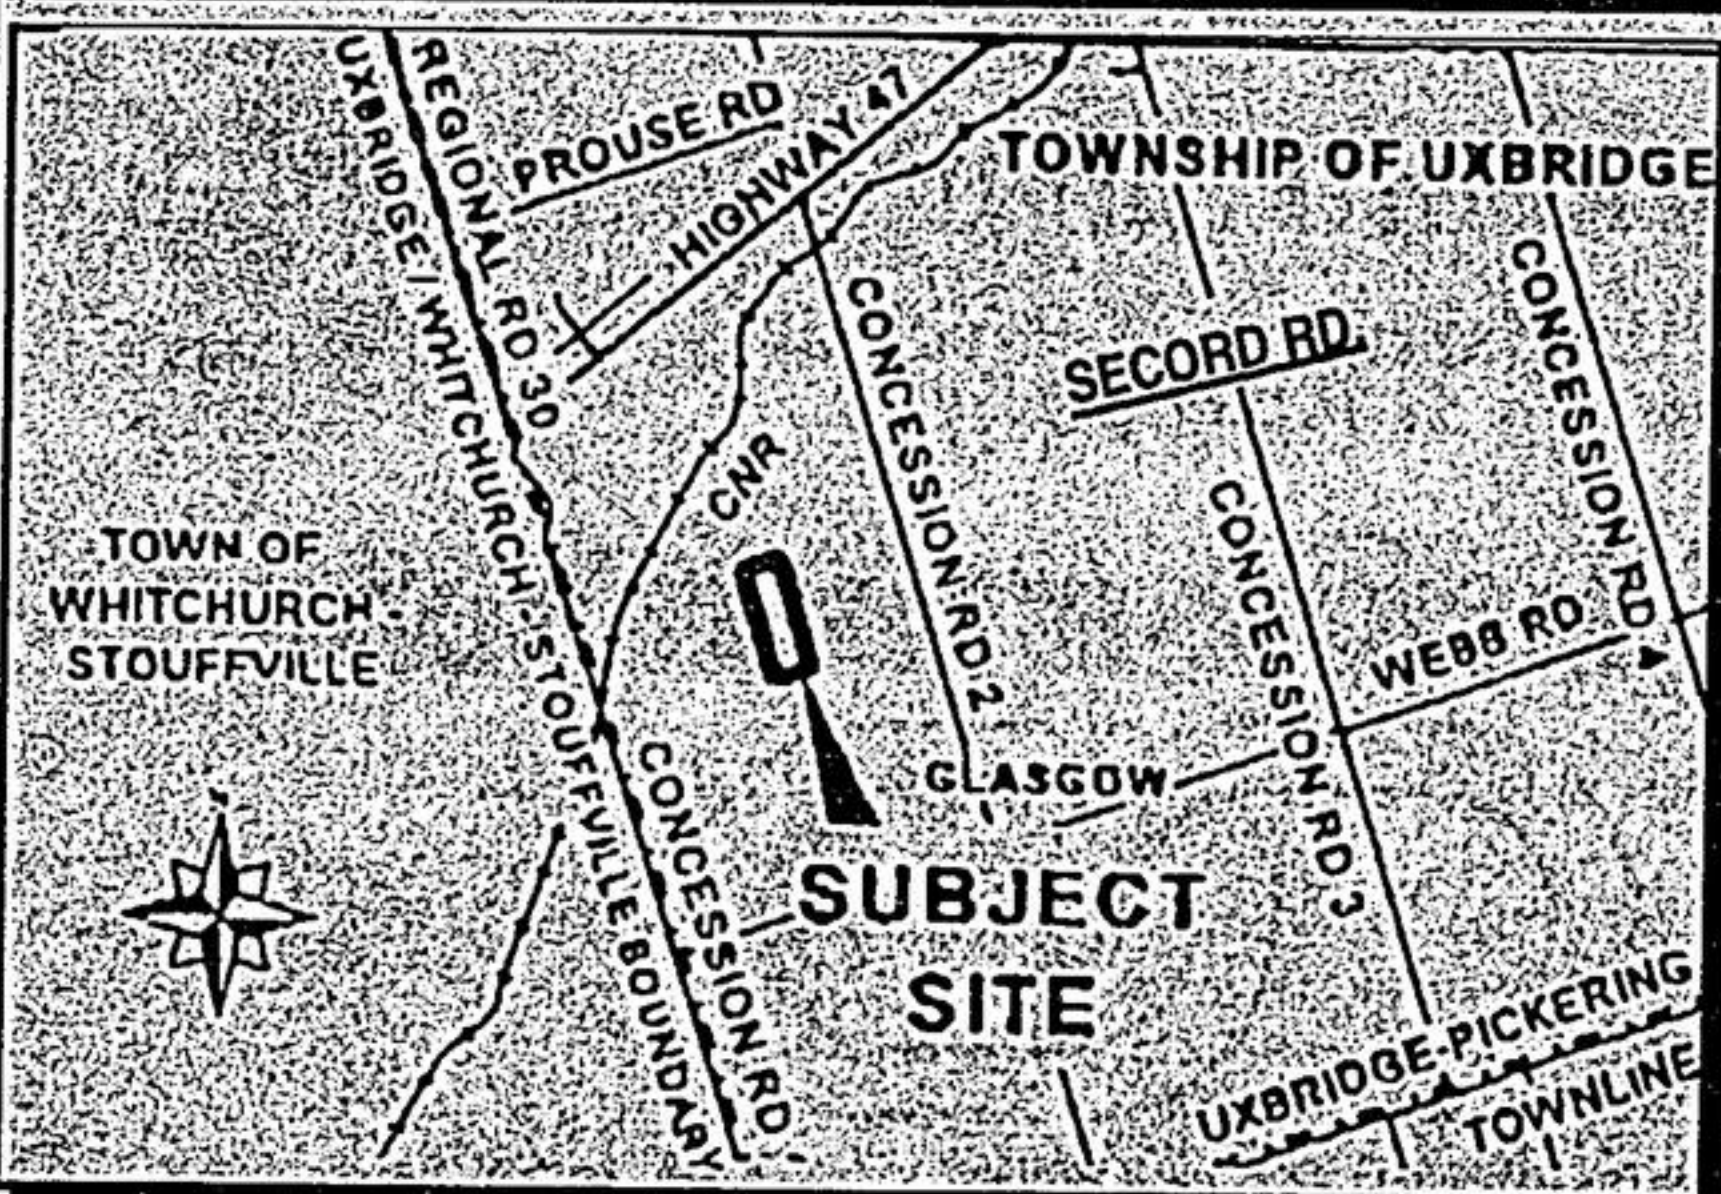 UXBRIDGE / WHITCHURCH - STOUFFVILLE BOUNDARY
REGIONAL RD 30
PROUSE RD
HIGHWAY 47
TOWNSHIP OF UXBRIDGE
CONCESSION RD 2
SECORD RD.
CONCESSION RD 4
CNR
CONCESSION RD 3
TOWN OF
WHITCHURCH -
STOUFFVILLE
WEBB RD
GLASGOW
CONCESSION RD
SUBJECT
SITE
UXBRIDGE-PICKERING
TOWNLINE